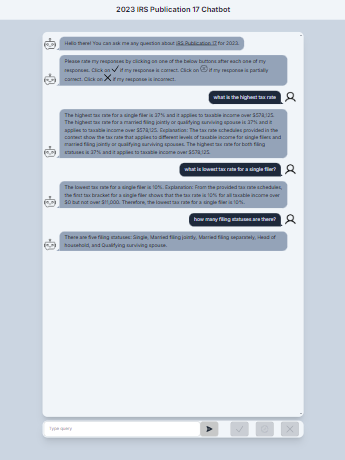 2023 IRS Publication 17 Chatbot
Hello there! You can ask me any question about IRS Publication 17 for 2023.
Please rate my responses by clicking on one of the below buttons after each one of my
responses. Click on if my response is correct. Click on if my response is partially
correct. Click on if my response is incorrect.
what is the highest tax rate
The highest tax rate for a single filer is 37% and it applies to taxable income over $578,125.
The highest tax rate for a married filing jointly or qualifying surviving spouse is 37% and it
applies to taxable income over $578,125. Explanation: The tax rate schedules provided in the
context show the tax rate that applies to different levels of taxable income for single filers and
married filing jointly or qualifying surviving spouses. The highest tax rate for both filing
statuses is 37% and it applies to taxable income over $578,125.
what is lowest tax rate for a single filer?
The lowest tax rate for a single filer is 10%. Explanation: From the provided tax rate schedules,
the first tax bracket for a single filer shows that the tax rate is 10% for all taxable income over
$0 but not over $11,000. Therefore, the lowest tax rate for a single filer is 10%.
how many filing statuses are there?
There are five filing statuses: Single, Married filing jointly, Married filing separately, Head of
household, and Qualifying surviving spouse.
Type query